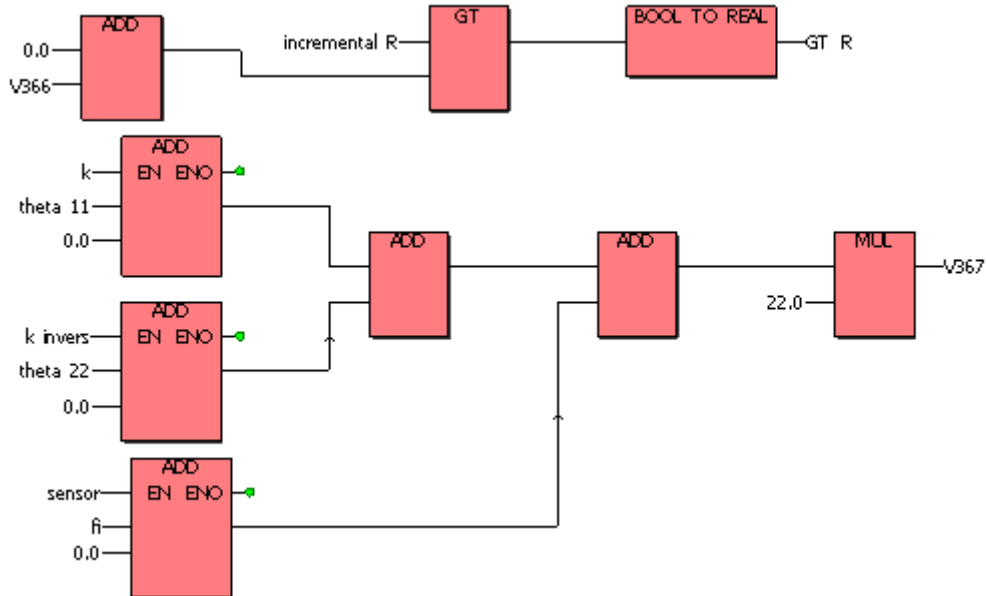 ADD
0.0
V366
GT
incremental R
BOOL TO REAL
GT R
ADD
k
EN ENO
theta 11
0.0
ADD
ADD
MUL
V367
22.0
ADD
k invers
EN ENO
theta 22
0.0
ADD
sensor
EN ENO
fi
0.0